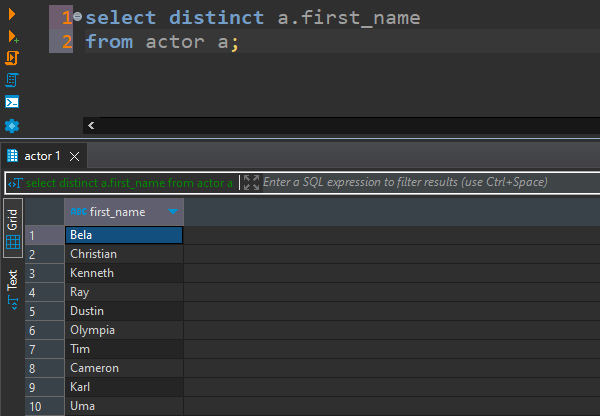 1 select distinct a.first_name
2 from actor a;
actor 1
select distinct a.first_name from actor a Enter a SQL expression to filter results (use Ctrl+Space)
Grid
Text
ABC first_name
1 Bela
2 Christian
3 Kenneth
4 Ray
5 Dustin
6 Olympia
7 Tim
8 Cameron
9 Karl
10 Uma